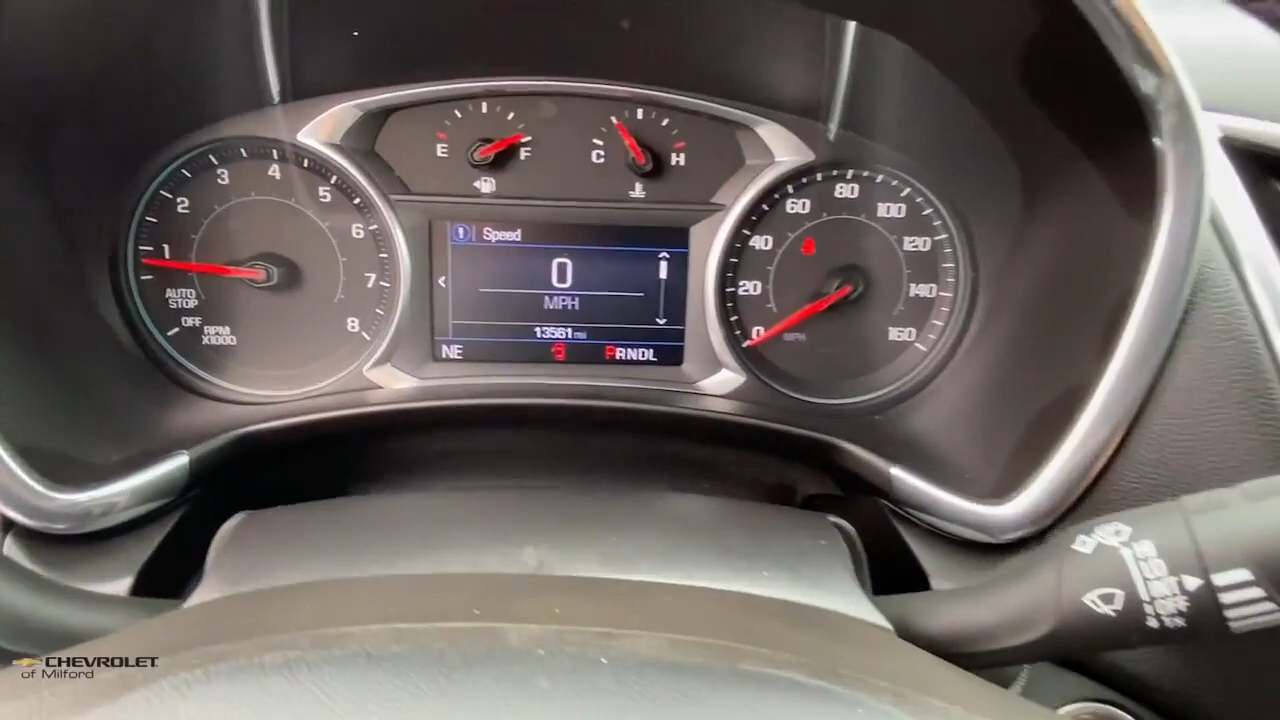 E F
C H
1 2 3 4 5 6 7 8
AUTO
STOP
OFF
RPM
X1000
1 Speed
0
MPH
13561 mi
NE PRNDL
0 20 40 60 80 100 120 140 160
MPH
CHEVROLET
of Milford